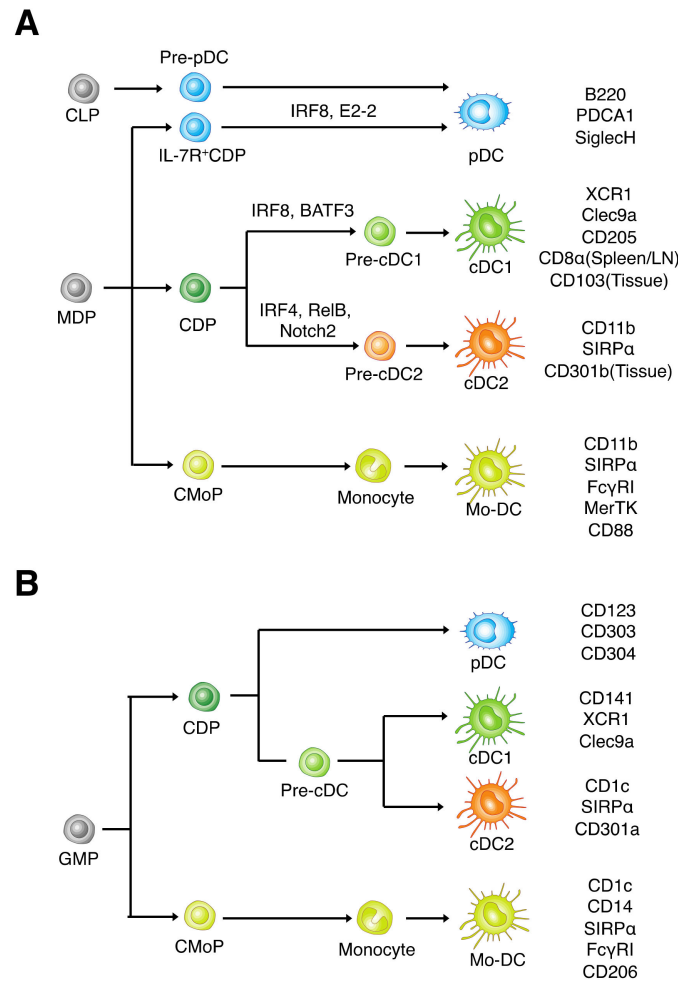 A
Pre-pDC
CLP
IRF8, E2-2
IL-7R⁺CDP
pDC
B220
PDCA1
SiglecH
IRF8, BATF3
Pre-cDC1
cDC1
XCR1
Clec9a
CD205
CD8α(Spleen/LN)
CD103(Tissue)
MDP
CDP
IRF4, RelB,
Notch2
Pre-cDC2
cDC2
CD11b
SIRPα
CD301b(Tissue)
CMoP
Monocyte
Mo-DC
CD11b
SIRPα
FcγRI
MerTK
CD88
B
pDC
CD123
CD303
CD304
CDP
Pre-cDC
cDC1
CD141
XCR1
Clec9a
cDC2
CD1c
SIRPα
CD301a
GMP
CMoP
Monocyte
Mo-DC
CD1c
CD14
SIRPα
FcγRI
CD206